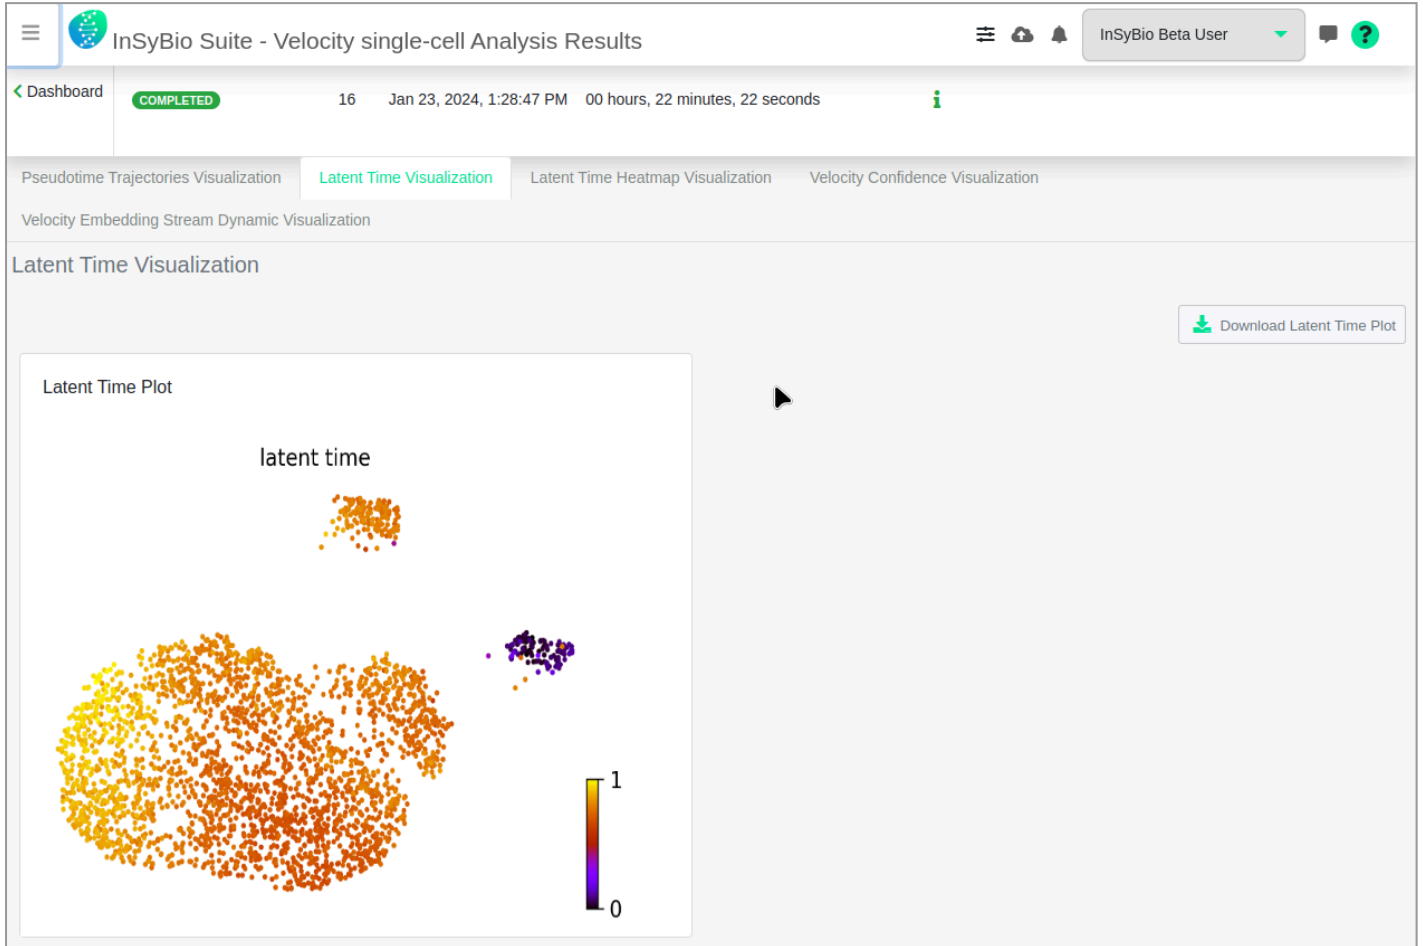 InSyBio Suite - Velocity single-cell Analysis Results
InSyBio Beta User
?
Dashboard
COMPLETED 16 Jan 23, 2024, 1:28:47 PM 00 hours, 22 minutes, 22 seconds
Pseudotime Trajectories Visualization Latent Time Visualization Latent Time Heatmap Visualization Velocity Confidence Visualization
Velocity Embedding Stream Dynamic Visualization
Latent Time Visualization
Download Latent Time Plot
Latent Time Plot
latent time
1
0